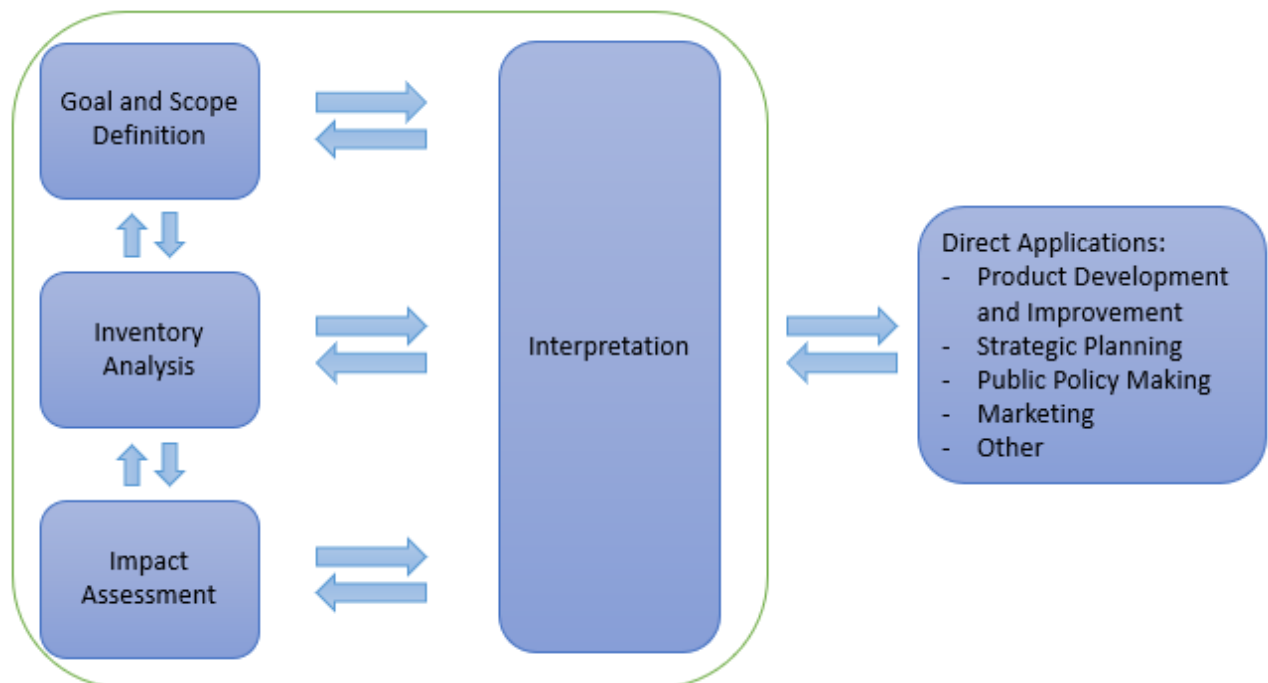 Goal and Scope
Definition
Inventory
Analysis
Impact
Assessment
Interpretation
Direct Applications:
- Product Development
and Improvement
- Strategic Planning
- Public Policy Making
- Marketing
- Other